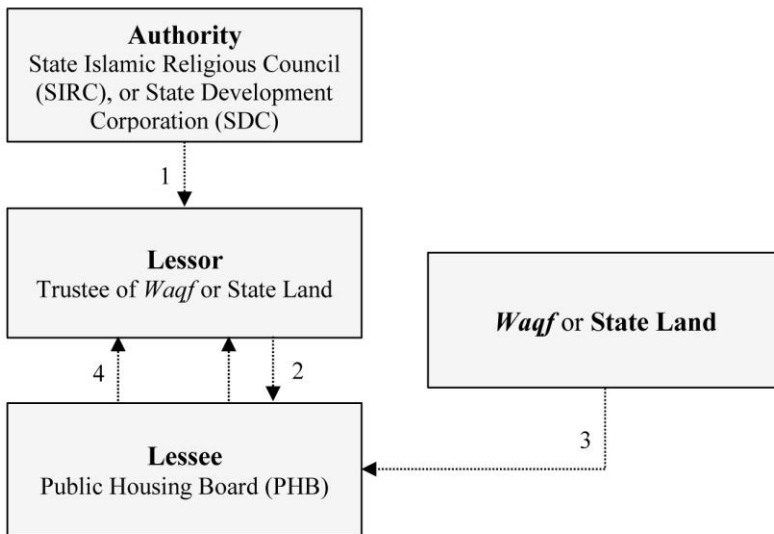 Authority
State Islamic Religious Council
(SIRC), or State Development
Corporation (SDC)
1
Lessor
Trustee of Waqf or State Land
Waqf or State Land
4
2
3
Lessee
Public Housing Board (PHB)